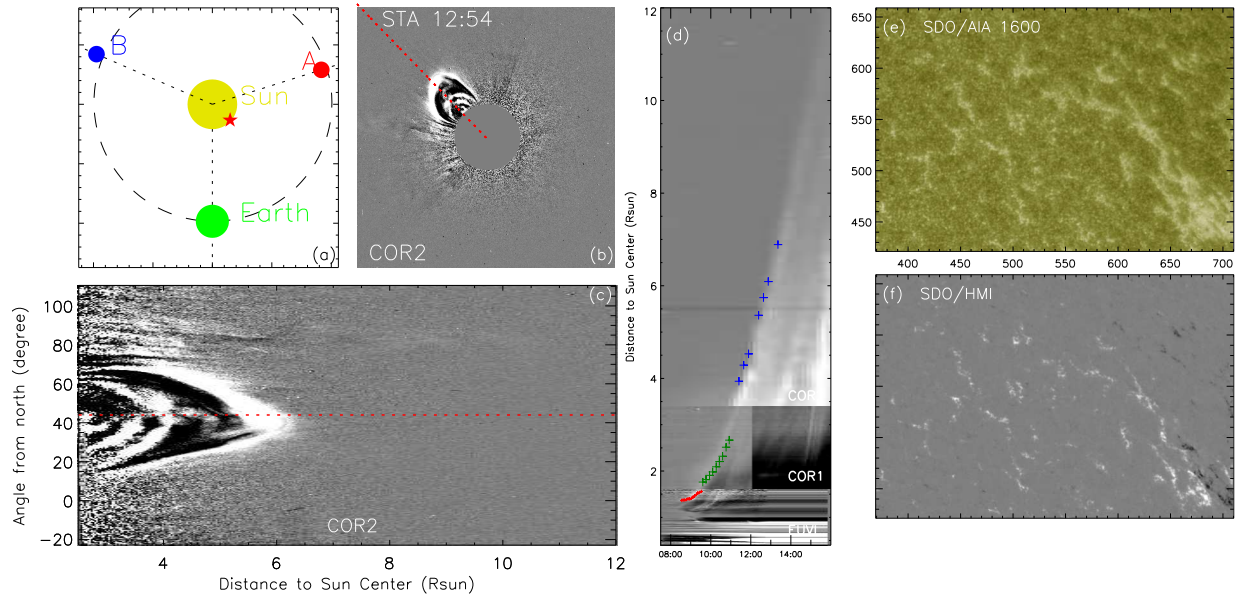 B
A
Sun
Earth
(a)
STA 12:54
COR2
(b)
(c)
110
100
80
60
40
20
0
−20
Angle from north (degree)
COR2
4
6
8
10
12
Distance to Sun Center (Rsun)
(d)
12
10
8
6
4
2
Distance to Sun Center (Rsun)
COR1
08:00
10:00
12:00
14:00
(e)
SDO/AIA 1600
650
600
550
500
450
400
450
500
550
600
650
700
(f)
SDO/HMI